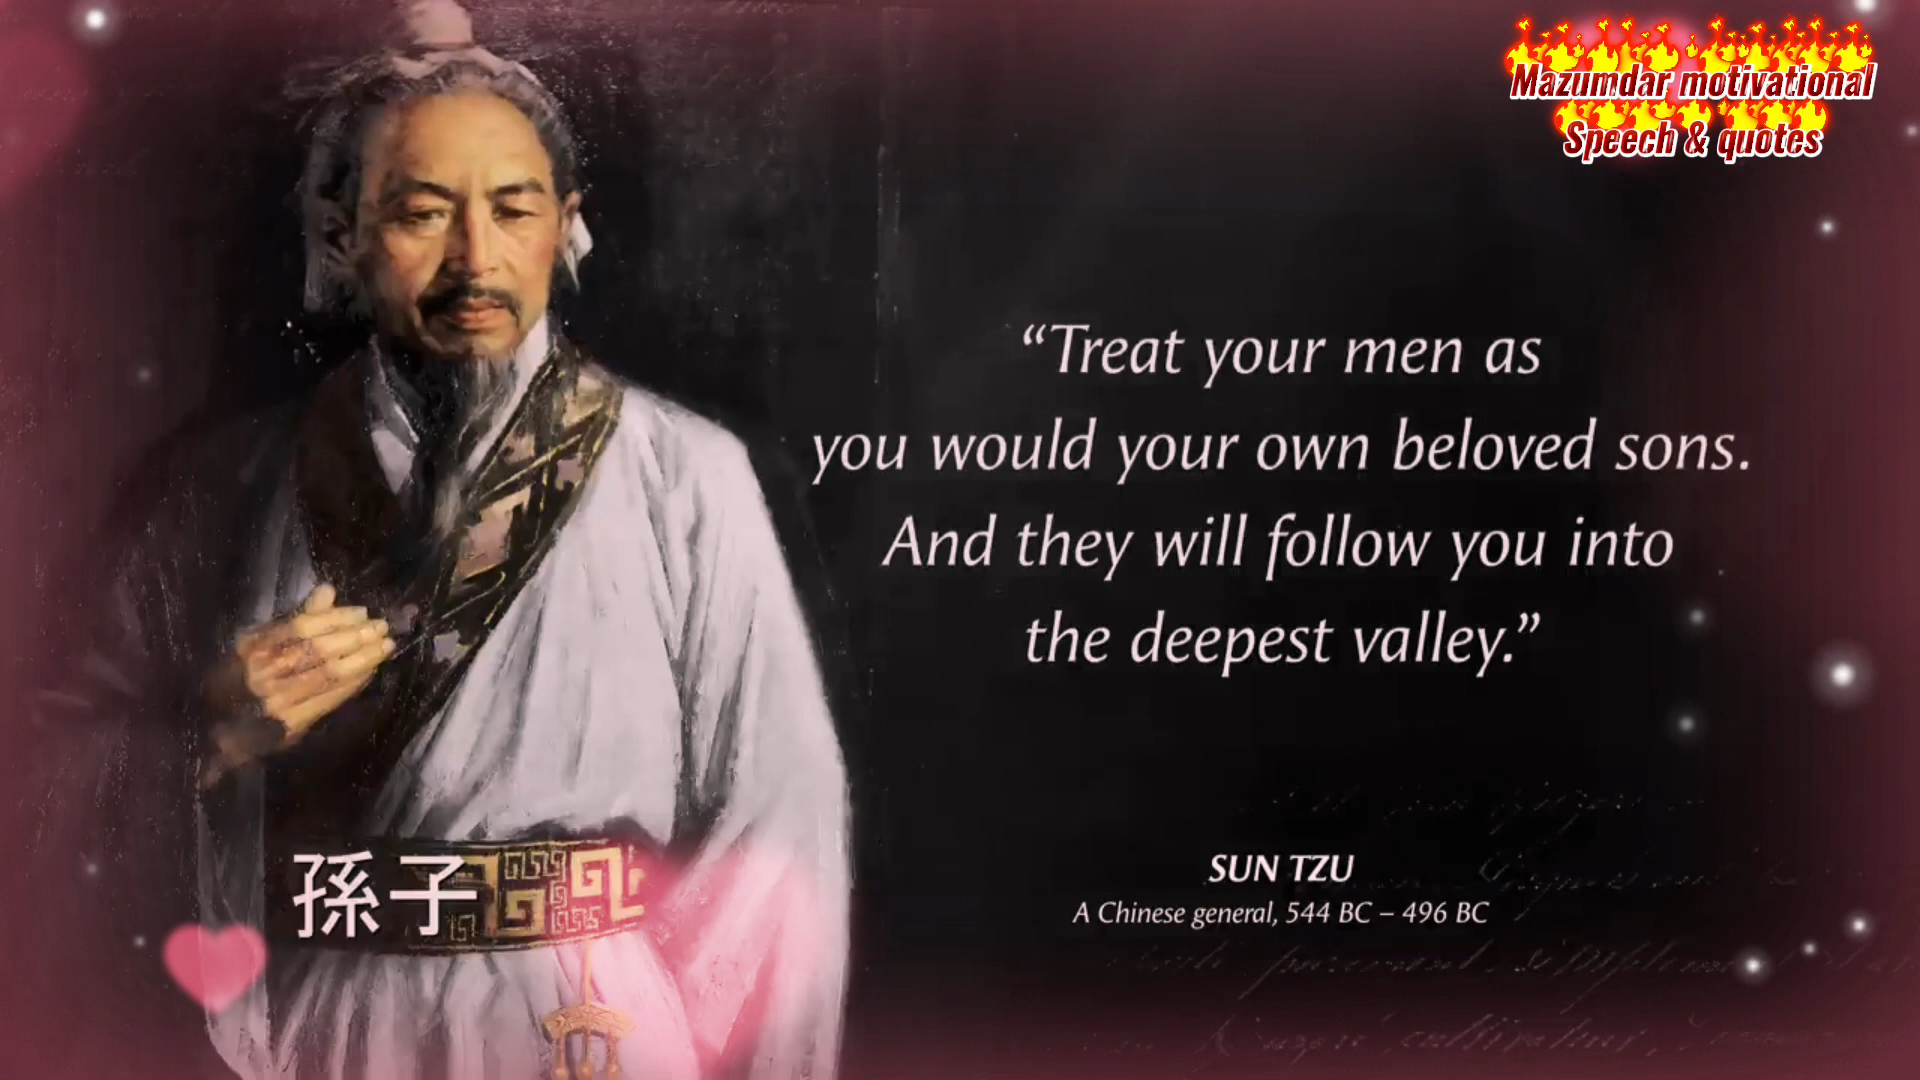 Mazumdar motivational
Speech & quotes
“Treat your men as
you would your own beloved sons.
And they will follow you into
the deepest valley.”
孫子
SUN TZU
A Chinese general, 544 BC – 496 BC